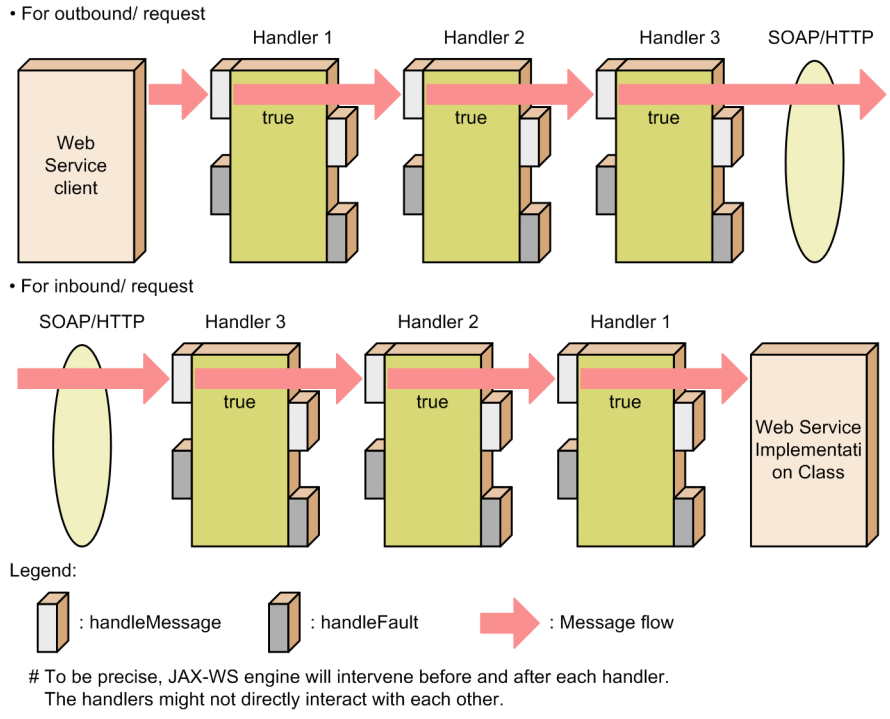 • For outbound/ request
Handler 1
Handler 2
Handler 3
SOAP/HTTP
Web
Service
client
true
true
true
• For inbound/ request
SOAP/HTTP
Handler 3
Handler 2
Handler 1
true
true
true
Web Service
Implementati
on Class
Legend:
: handleMessage
: handleFault
: Message flow
# To be precise, JAX-WS engine will intervene before and after each handler.
The handlers might not directly interact with each other.